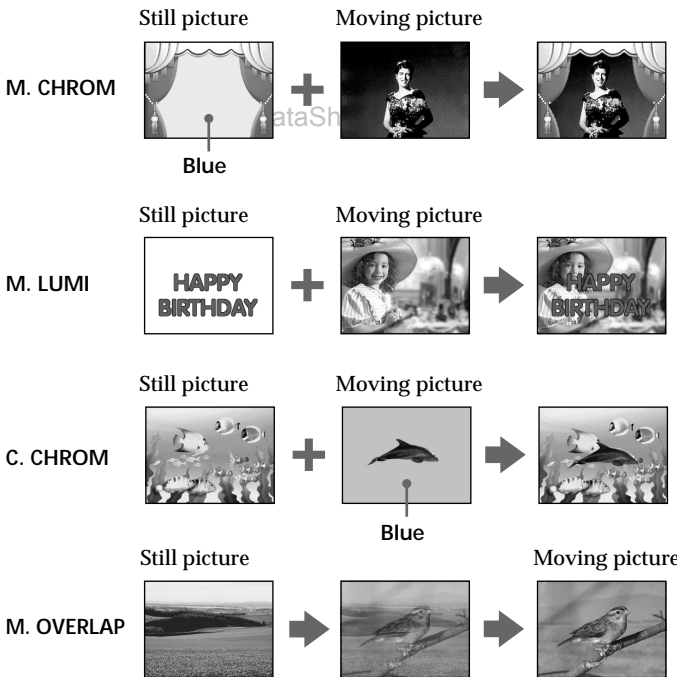 Still picture
Moving picture
M. CHROM
ataSh
Blue
Still picture
Moving picture
M. LUMI
HAPPY
BIRTHDAY
HAPPY
BIRTHDAY
Still picture
Moving picture
C. CHROM
Blue
Still picture
Moving picture
M. OVERLAP